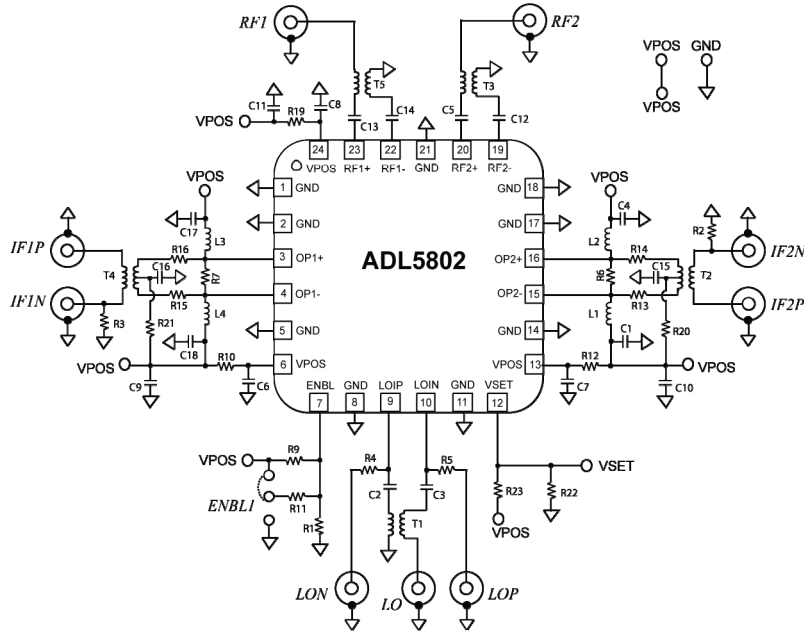 RF1
RF2
VPOS GND
VPOS
T5
T3
C11
R19
C8
C13
C14
C5
C12
VPOS
24 23 22 21 20 19
VPOS RF1+ RF1- GND RF2+ RF2-
VPOS
VPOS
1 GND
GND 18
C17
C4
2 GND
GND 17
R2
L3
L2
IF1P
R16
R14
IF2N
3 OP1+
OP2+ 16
ADL5802
T4
C16
R7
R6
C15
T2
IF1N
R15
R13
IF2P
4 OP1-
OP2- 15
R3
R21
L4
L1
R20
5 GND
GND 14
C18
C1
VPOS
R10
6 VPOS
VPOS 13
R12
VPOS
C9
C6
C7
C10
ENBL GND LOIP LOIN GND VSET
7 8 9 10 11 12
VPOS
R9
R4
R5
VSET
C2
C3
R23
R22
ENBL1
R11
R1
T1
VPOS
LON
LO
LOP